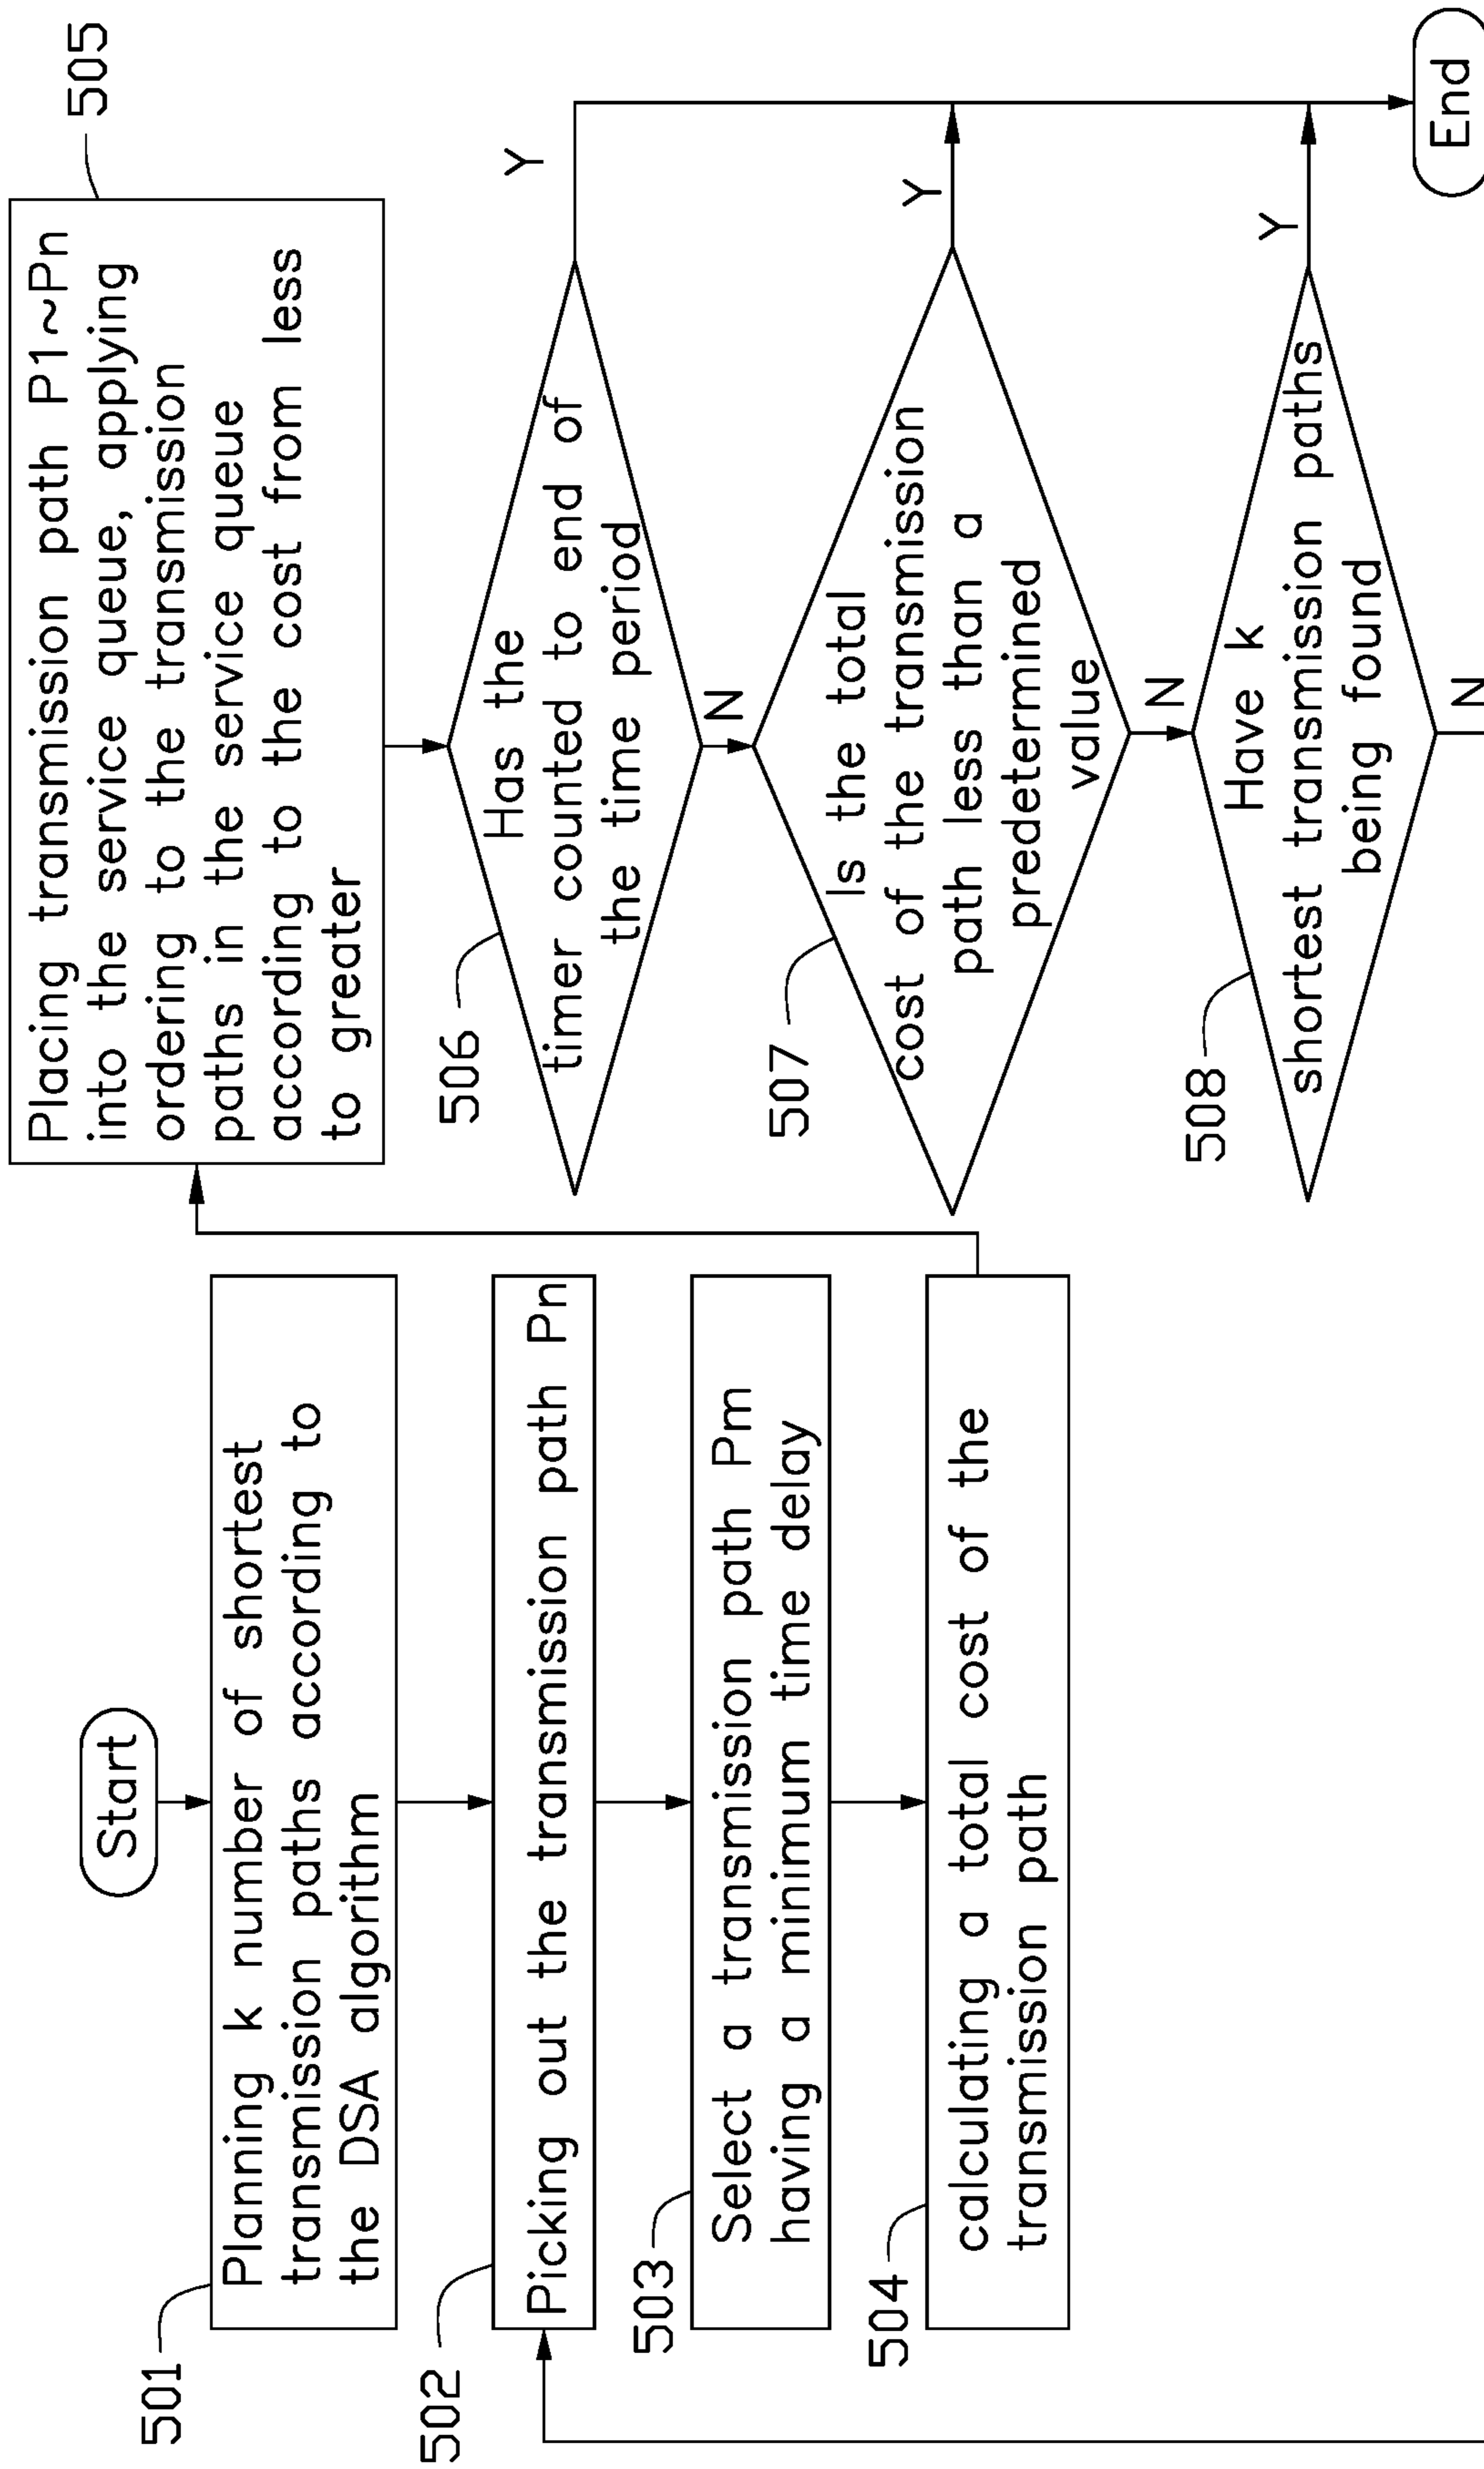 Start
501
Planning k number of shortest
transmission paths according to
the DSA algorithm
502
Picking out the transmission path Pn
503
Select a transmission path Pm
having a minimum time delay
504
calculating a total cost of the
transmission path
505
Placing transmission path P1~Pn
into the service queue, applying
ordering to the transmission
paths in the service queue
according to the cost from less
to greater
506
Has the
timer counted to end of
the time period
Y
N
507
Is the total
cost of the transmission
path less than a
predetermined
value
Y
N
508
Have k
shortest transmission paths
being found
Y
N
End